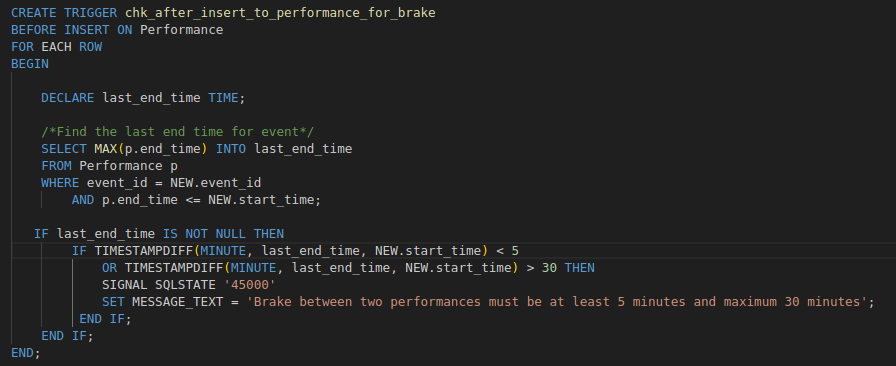 CREATE TRIGGER chk_after_insert_to_performance_for_brake
BEFORE INSERT ON Performance
FOR EACH ROW
BEGIN
DECLARE last_end_time TIME;
/*Find the last end time for event*/
SELECT MAX(p.end_time) INTO last_end_time
FROM Performance p
WHERE event_id = NEW.event_id
AND p.end_time <= NEW.start_time;
IF last_end_time IS NOT NULL THEN
IF TIMESTAMPDIFF(MINUTE, last_end_time, NEW.start_time) < 5
OR TIMESTAMPDIFF(MINUTE, last_end_time, NEW.start_time) > 30 THEN
SIGNAL SQLSTATE '45000'
SET MESSAGE_TEXT = 'Brake between two performances must be at least 5 minutes and maximum 30 minutes';
END IF;
END IF;
END;